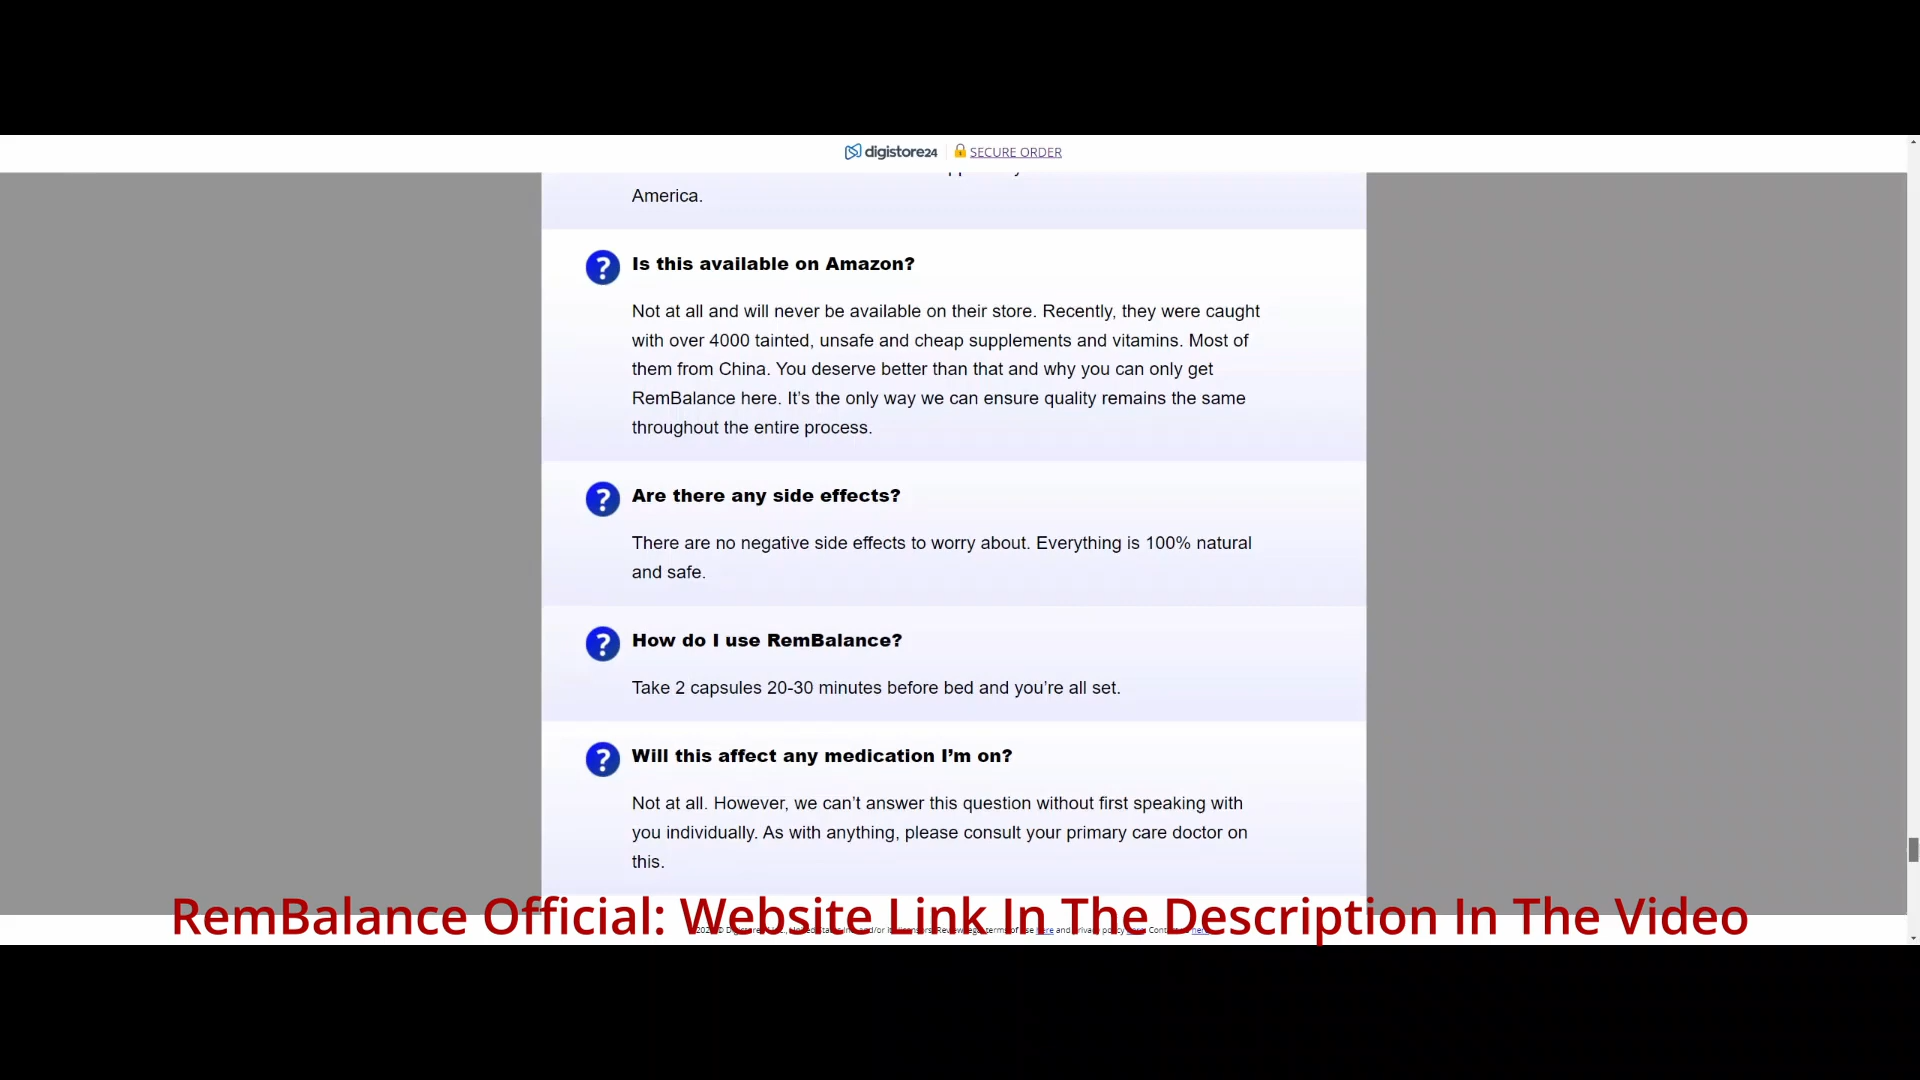 digistore24 SECURE ORDER
America.
Is this available on Amazon?
Not at all and will never be available on their store. Recently, they were caught
with over 4000 tainted, unsafe and cheap supplements and vitamins. Most of
them from China. You deserve better than that and why you can only get
RemBalance here. It’s the only way we can ensure quality remains the same
throughout the entire process.
Are there any side effects?
There are no negative side effects to worry about. Everything is 100% natural
and safe.
How do I use RemBalance?
Take 2 capsules 20-30 minutes before bed and you’re all set.
Will this affect any medication I’m on?
Not at all. However, we can’t answer this question without first speaking with
you individually. As with anything, please consult your primary care doctor on
this.
RemBalance Official: Website Link In The Description In The Video